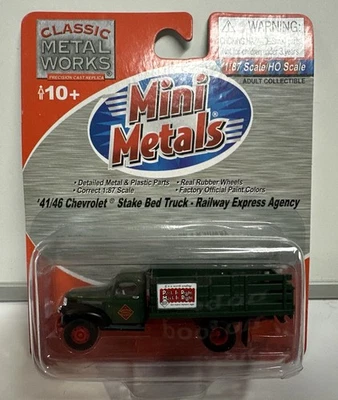 CLASSIC
METAL
WORKS
PRECISION CAST REPLICA
10+
WARNING:
1/87 Scale HO Scale
ADULT COLLECTIBLE
Mini
Metals
•Detailed Metal & Plastic Parts •Real Rubber Wheels
•Correct 1:87 Scale •Factory Official Paint Colors
'41/46 Chevrolet Stake Bed Truck - Railway Express Agency